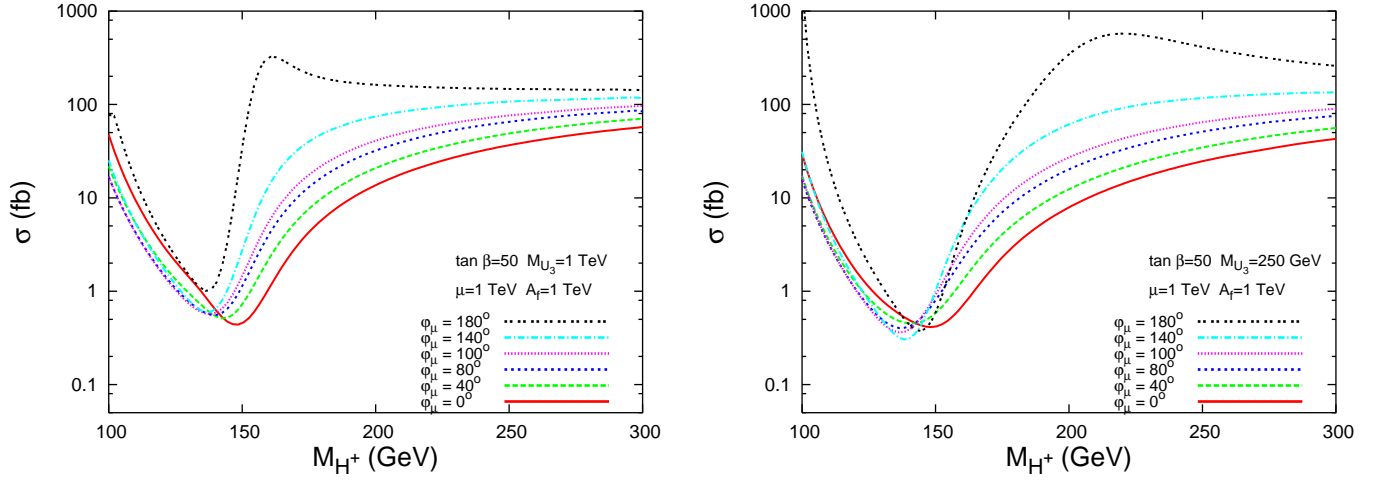 1000
100
10
1
0.1
σ (fb)
tan β=50 M_U3=1 TeV
μ=1 TeV A_f=1 TeV
φ_μ = 180°
φ_μ = 140°
φ_μ = 100°
φ_μ = 80°
φ_μ = 40°
φ_μ = 0°
100 150 200 250 300
M_H+ (GeV)
1000
100
10
1
0.1
σ (fb)
tan β=50 M_U3=250 GeV
μ=1 TeV A_f=1 TeV
φ_μ = 180°
φ_μ = 140°
φ_μ = 100°
φ_μ = 80°
φ_μ = 40°
φ_μ = 0°
100 150 200 250 300
M_H+ (GeV)